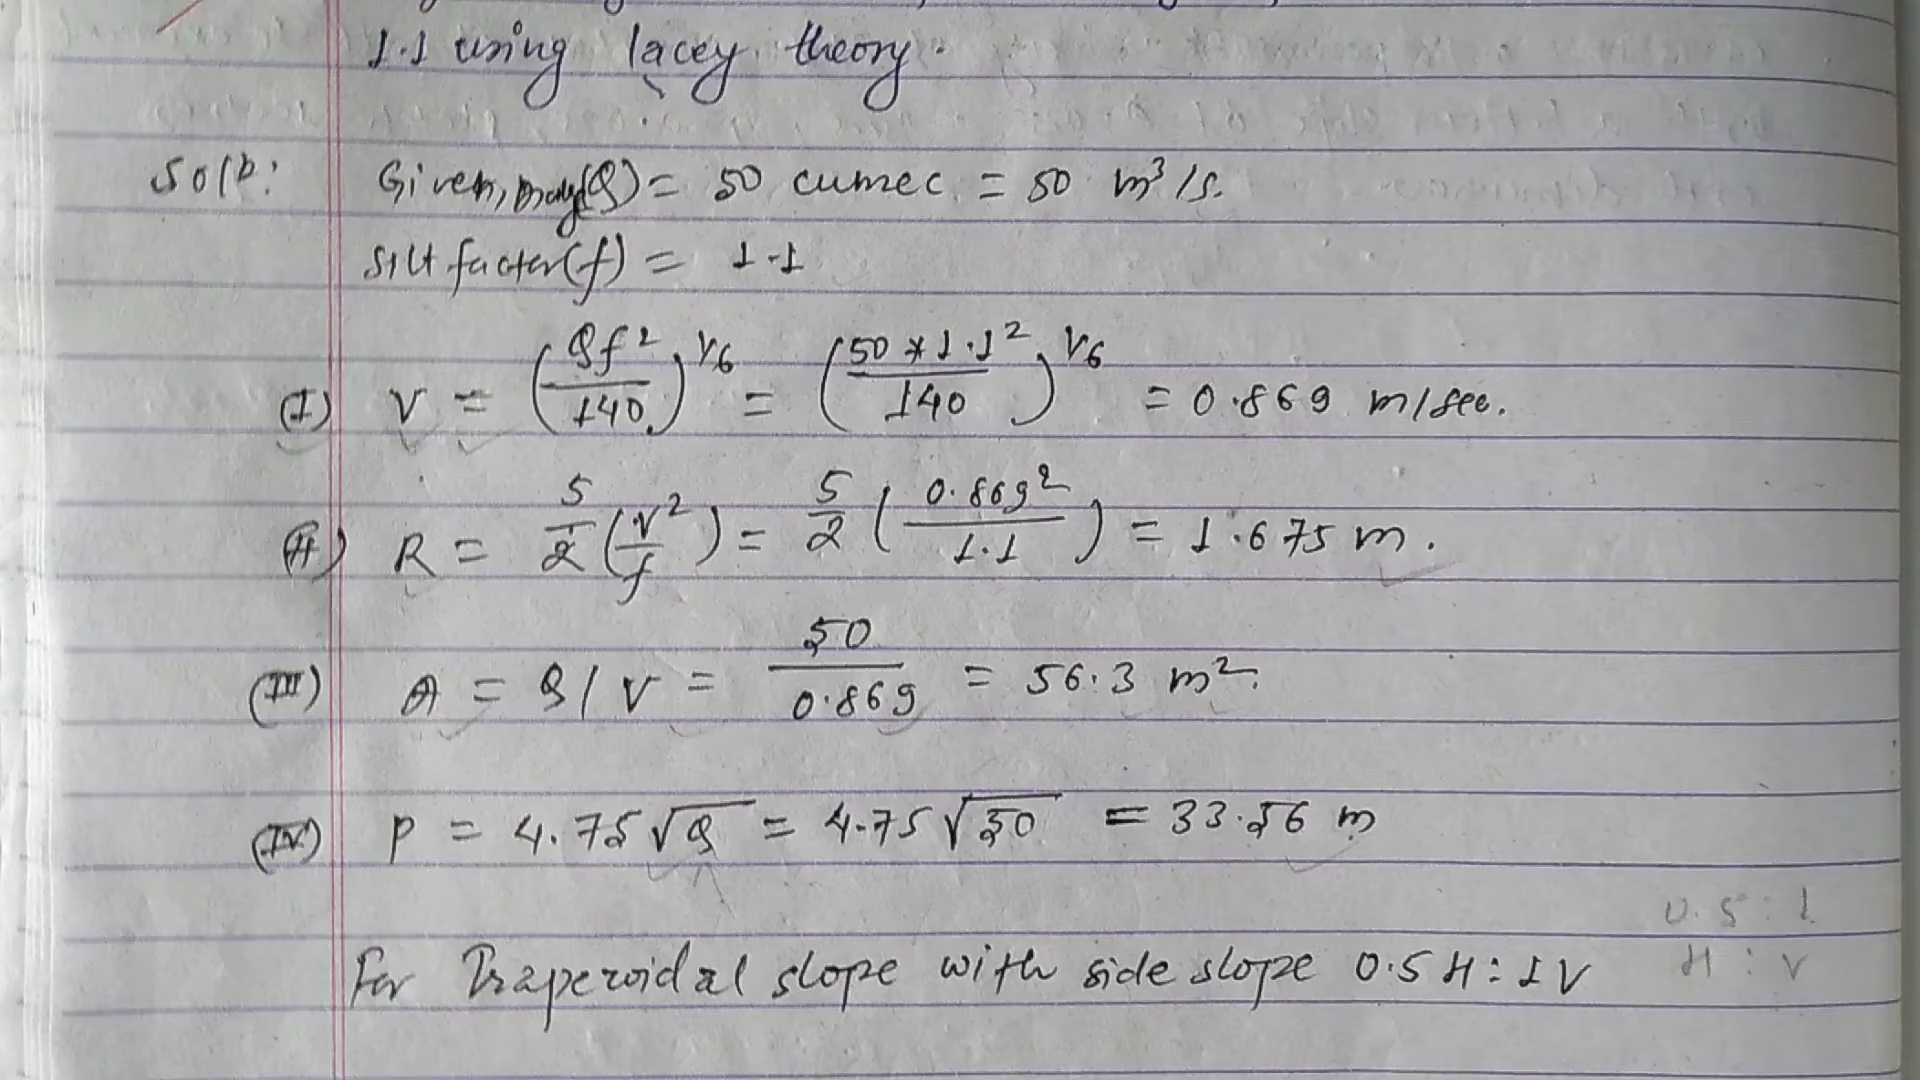 1.1 using lacey theory.
Solⁿ: Given, (Q) = 50 cumec = 50 m³/s.
Silt factor(f) = 1.1
(I) V = (Qf²/140)^1/6 = (50*1.1²/140)^1/6 = 0.869 m/sec.
(II) R = 5/2 (V²/f) = 5/2 (0.869²/1.1) = 1.675 m.
(III) A = Q/V = 50/0.869 = 56.3 m².
(IV) P = 4.75√Q = 4.75√50 = 33.56 m
0.5:1
For Trapezoidal slope with side slope 0.5H:1V H:V